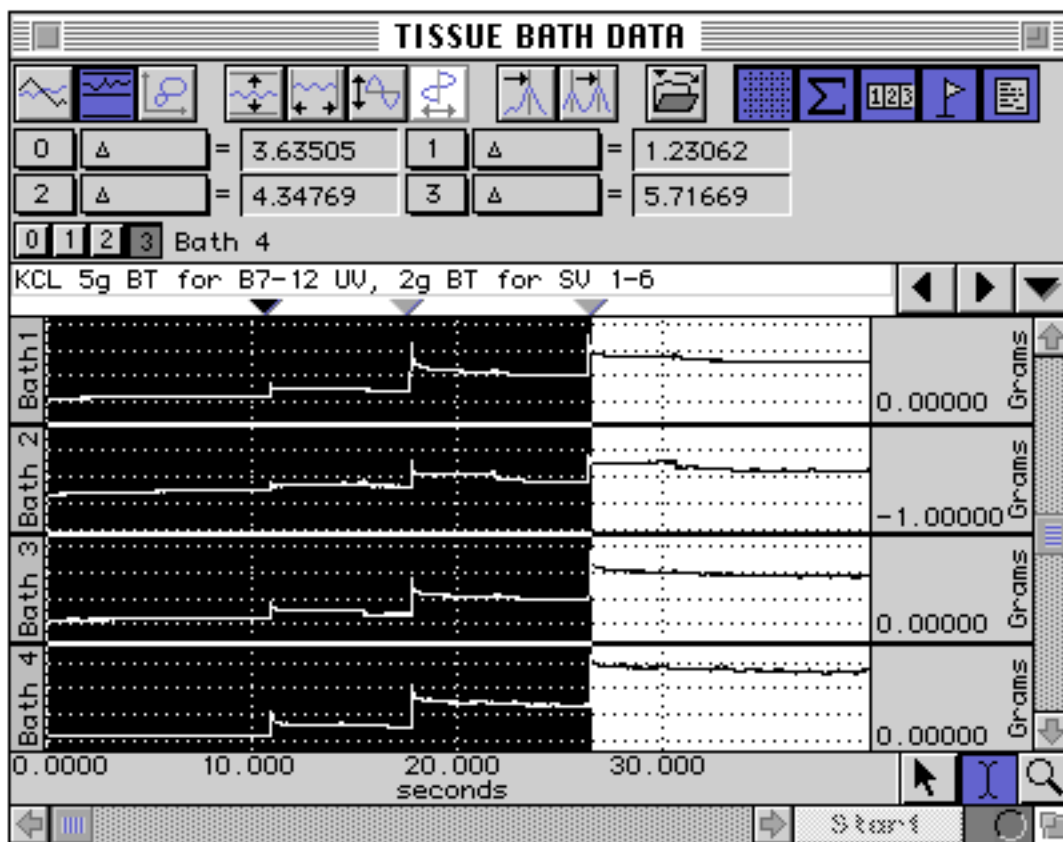 TISSUE BATH DATA
123
0 Δ = 3.63505 1 Δ = 1.23062
2 Δ = 4.34769 3 Δ = 5.71669
0 1 2 3 Bath 4
KCL 5g BT for B7-12 UV, 2g BT for SV 1-6
Bath1 0.00000 Grams
Bath 2 -1.00000 Grams
Bath 3 0.00000 Grams
Bath 4 0.00000 Grams
0.0000 10.000 20.000 30.000
seconds
Start